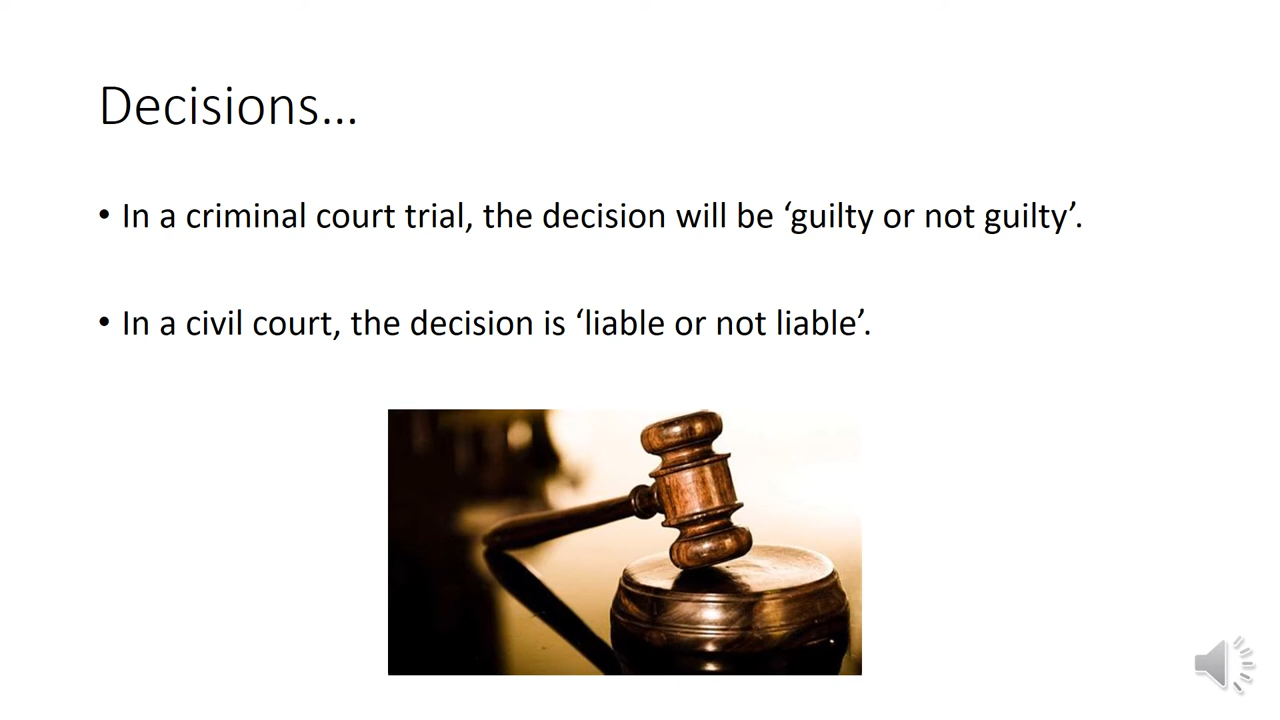 Decisions…
• In a criminal court trial, the decision will be ‘guilty or not guilty’.
• In a civil court, the decision is ‘liable or not liable’.